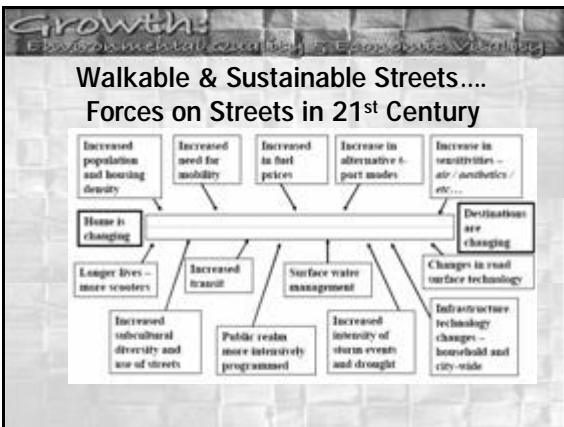 Growth:
Environmental Quality & Economic Vitality
Walkable & Sustainable Streets....
Forces on Streets in 21st Century
Increased
population
and housing
density
Increased
need for
mobility
Increased
in fuel
prices
Increase in
alternative t-
port modes
Increase in
sensitivities –
air / aesthetics /
etc…
Home is
changing
Destinations
are
changing
Longer lives –
more scooters
Increased
transit
Surface water
management
Changes in road
surface technology
Increased
subcultural
diversity and
use of streets
Public realm
more intensively
programmed
Increased
intensity of
storm events
and drought
Infrastructure
technology
changes –
household and
city-wide